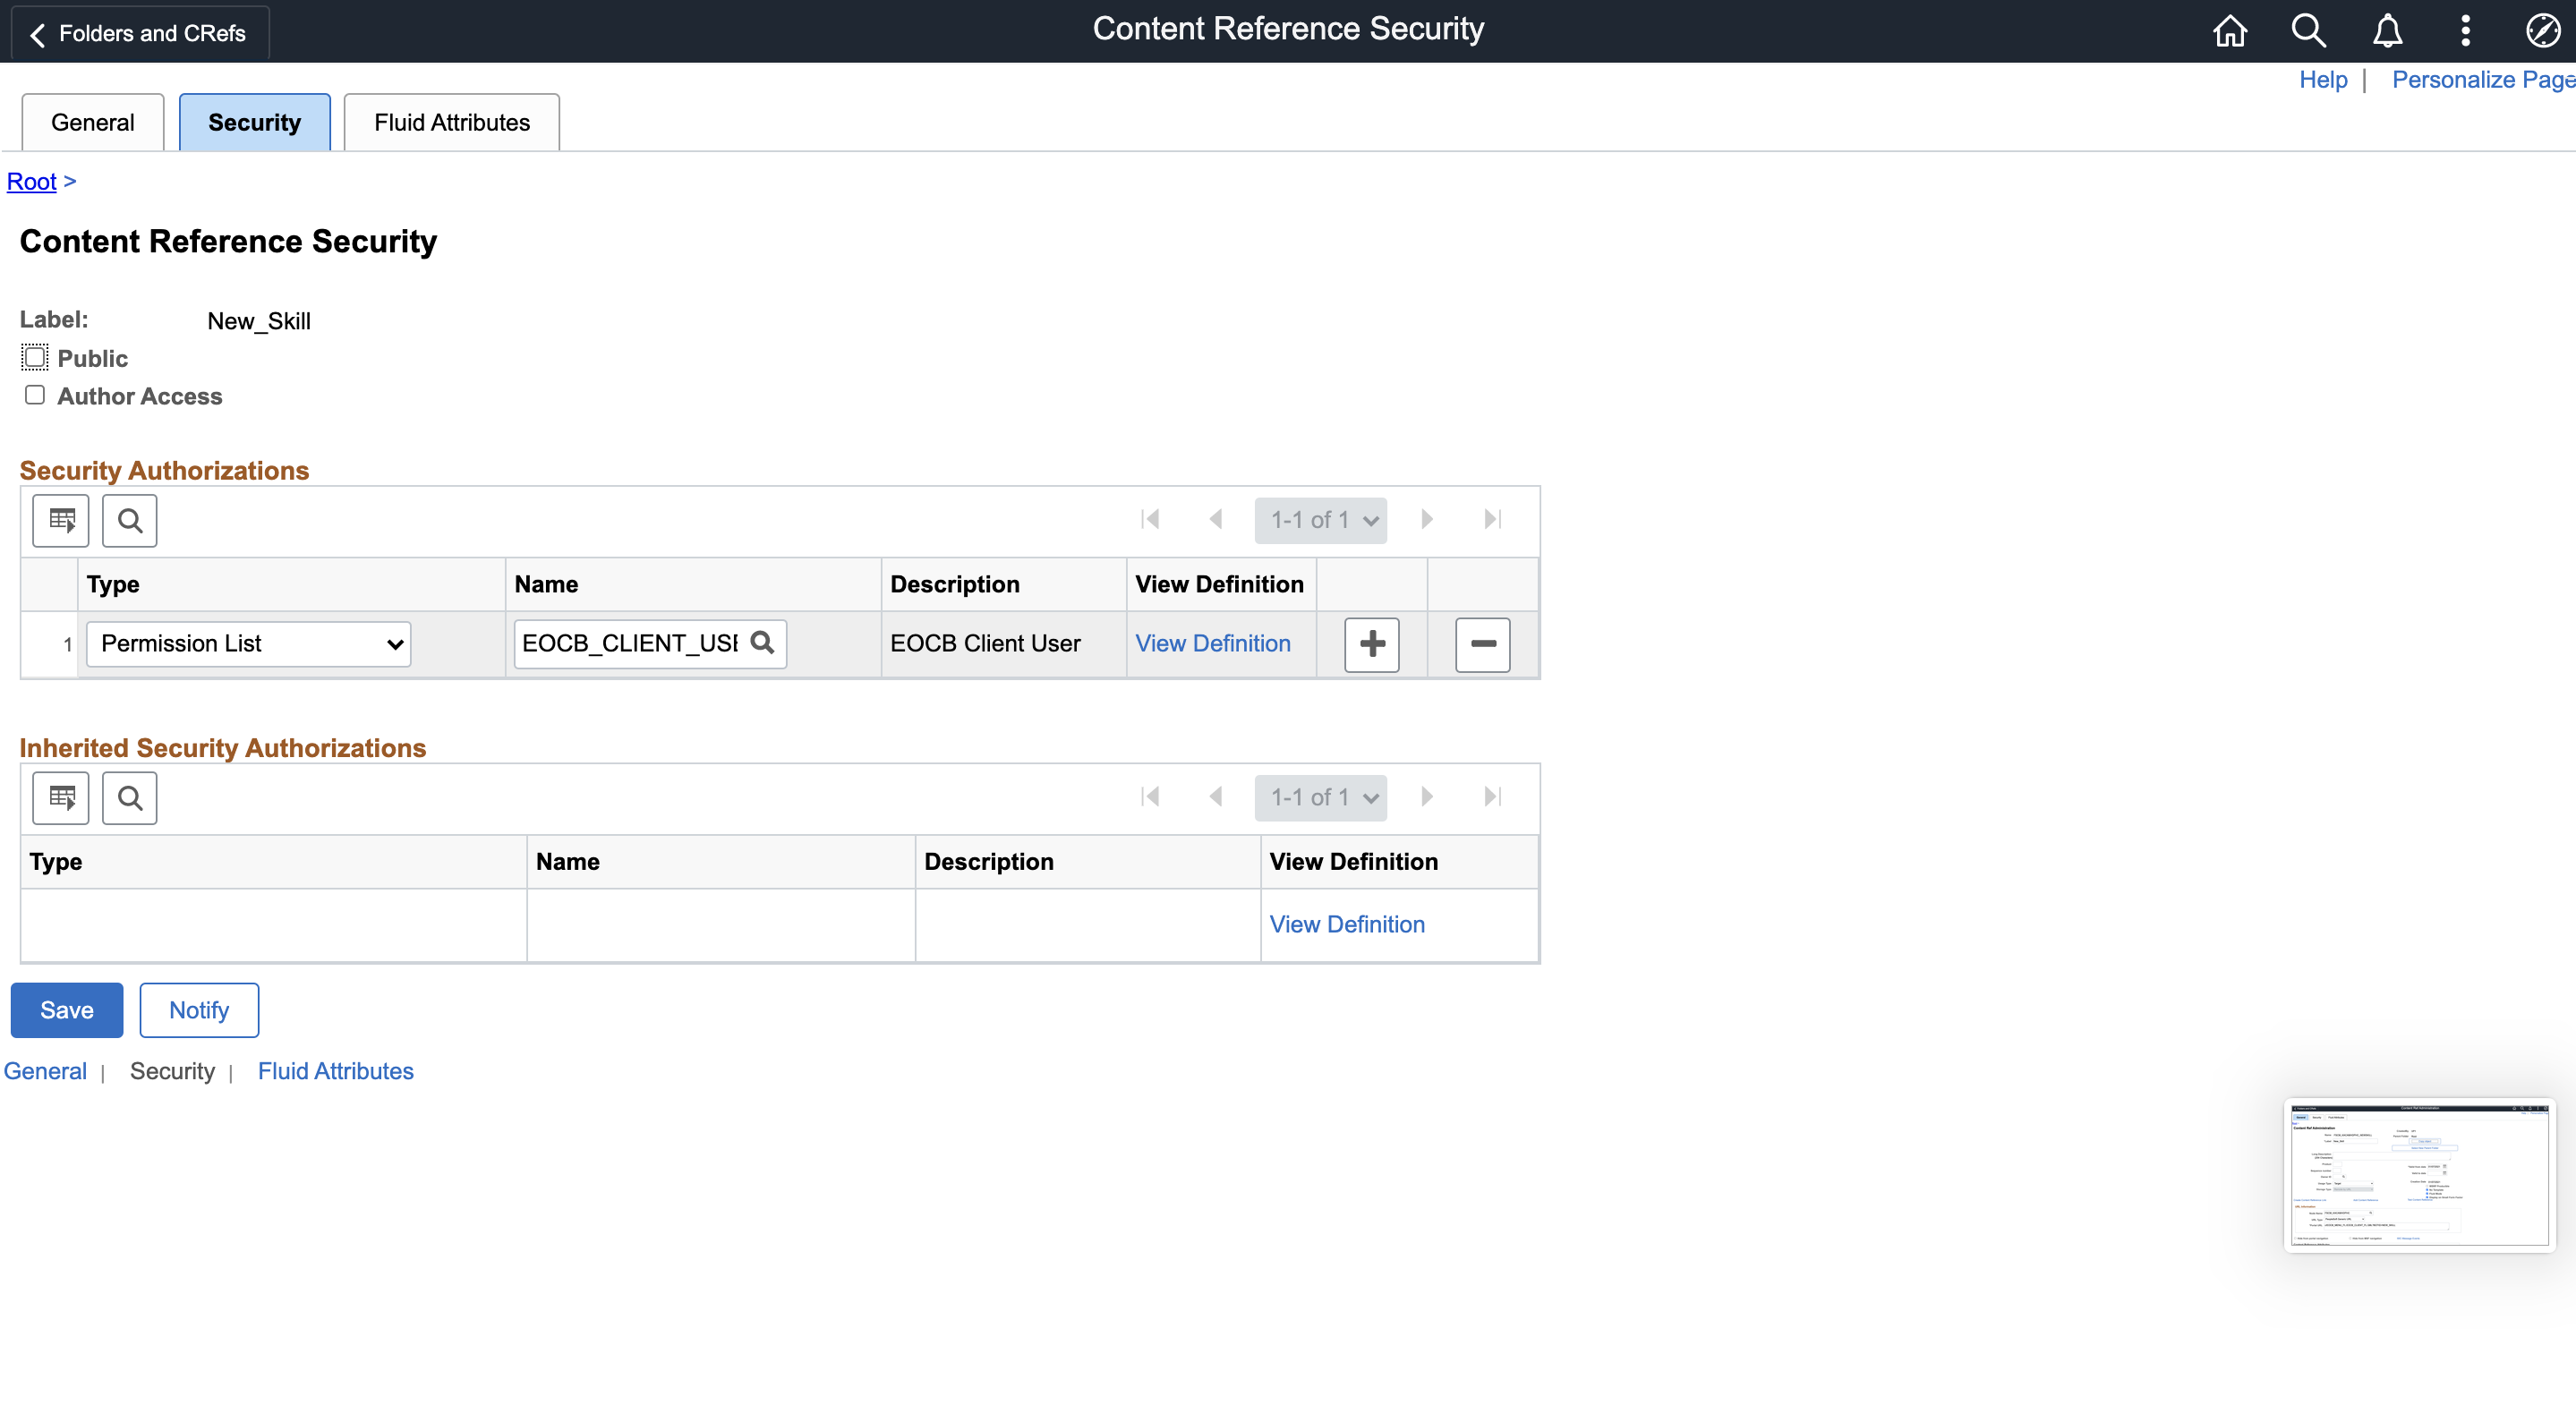 Folders and CRefs
Content Reference Security
Help | Personalize Page
General
Security
Fluid Attributes
Root >
Content Reference Security
Label: New_Skill
Public
Author Access
Security Authorizations
1-1 of 1
Type Name Description View Definition
1 Permission List EOCB_CLIENT_USE EOCB Client User View Definition
Inherited Security Authorizations
1-1 of 1
Type Name Description View Definition
View Definition
Save Notify
General | Security | Fluid Attributes